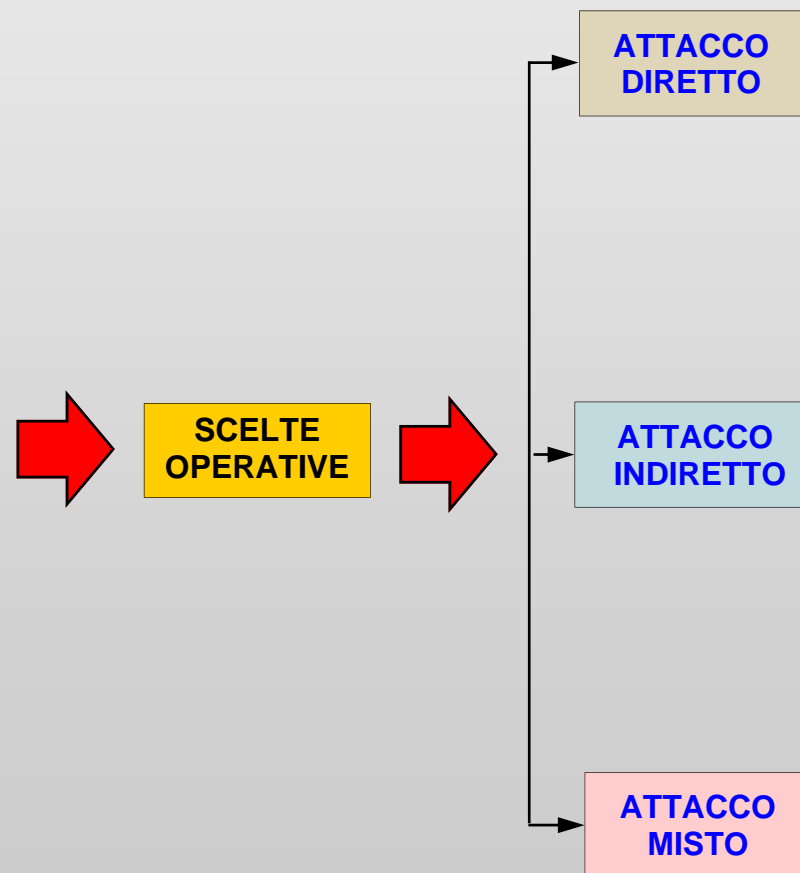 ATTACCO
DIRETTO
SCELTE
OPERATIVE
ATTACCO
INDIRETTO
ATTACCO
MISTO